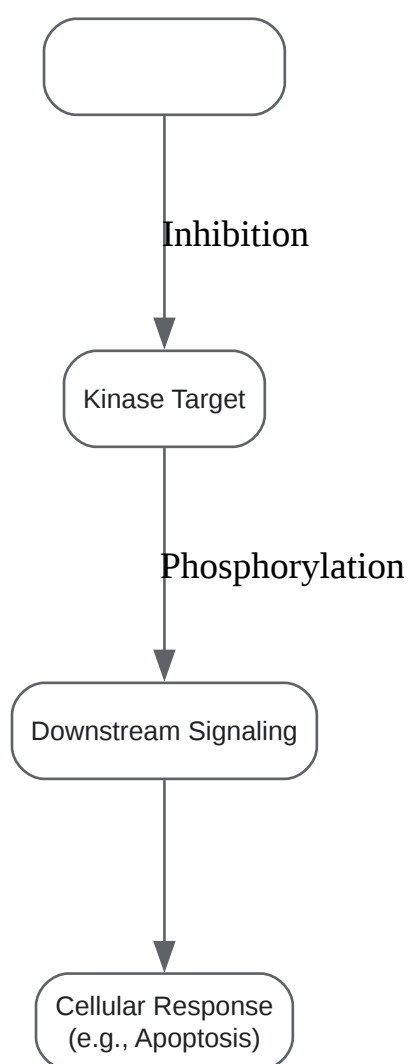 Inhibition
Kinase Target
Phosphorylation
Downstream Signaling
Cellular Response
(e.g., Apoptosis)